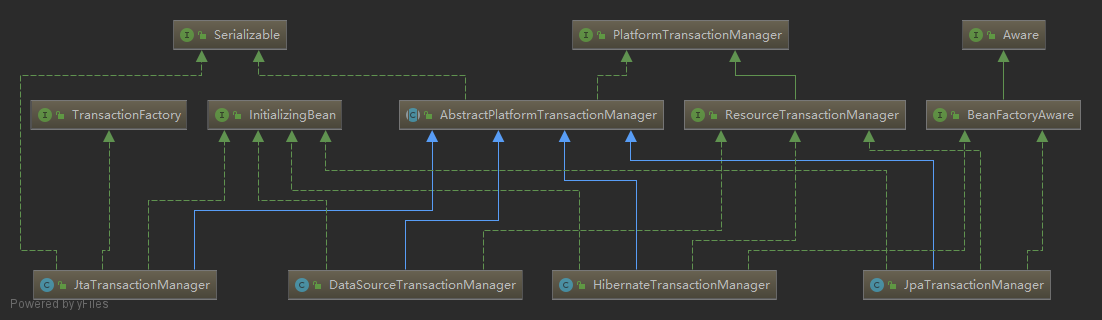 Serializable
PlatformTransactionManager
Aware
TransactionFactory
InitializingBean
AbstractPlatformTransactionManager
ResourceTransactionManager
BeanFactoryAware
JtaTransactionManager
DataSourceTransactionManager
HibernateTransactionManager
JpaTransactionManager
Powered by yFiles